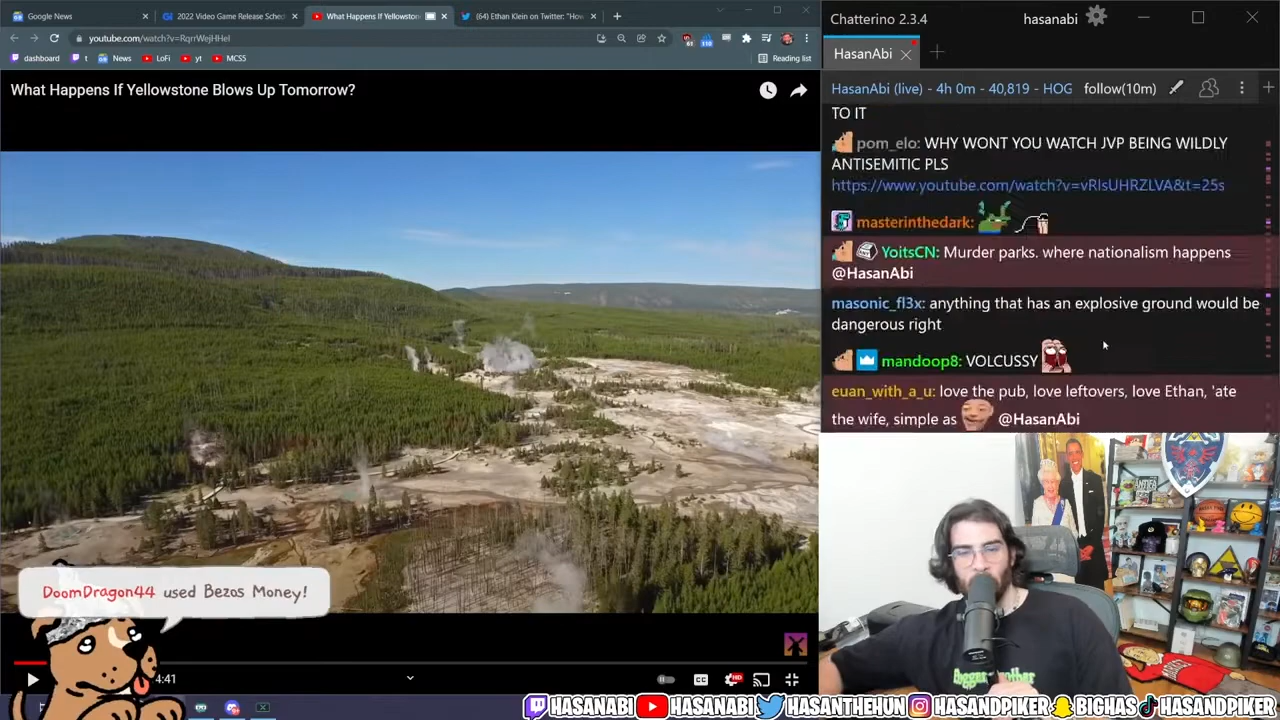 Google News
2022 Video Game Release Sched
What Happens If Yellowstone
(64) Ethan Klein on Twitter: "How
youtube.com/watch?v=RqrrWejHHeI
dashboard
t
News
LoFi
yt
MCSS
Reading list
What Happens If Yellowstone Blows Up Tomorrow?
DoomDragon44 used Bezos Money!
4:41
CC
HD
Chatterino 2.3.4
hasanabi
HasanAbi
HasanAbi (live) - 4h 0m - 40,819 - HOG
follow(10m)
TO IT
pom_elo: WHY WONT YOU WATCH JVP BEING WILDLY
ANTISEMITIC PLS
https://www.youtube.com/watch?v=vRlsUHRZLVA&t=25s
masterinthedark:
YoitsCN: Murder parks. where nationalism happens
@HasanAbi
masonic_fl3x: anything that has an explosive ground would be
dangerous right
mandoop8: VOLCUSSY
euan_with_a_u: love the pub, love leftovers, love Ethan, 'ate
the wife, simple as @HasanAbi
HASANABI HASANABI HASANTHEHUN HASANDPIKER BIGHAS HASANDPIKER